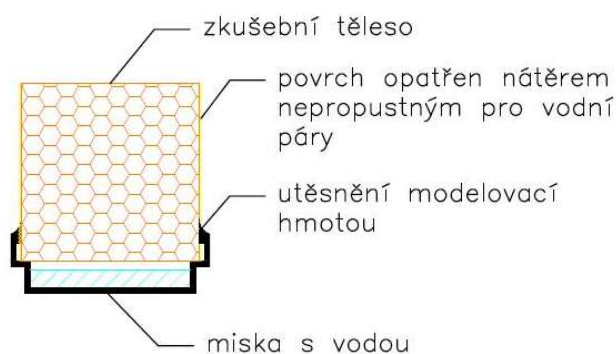 zkušební těleso
povrch opatřen nátěrem
nepropustným pro vodní
páry
utěsnění modelovací
hmotou
miska s vodou